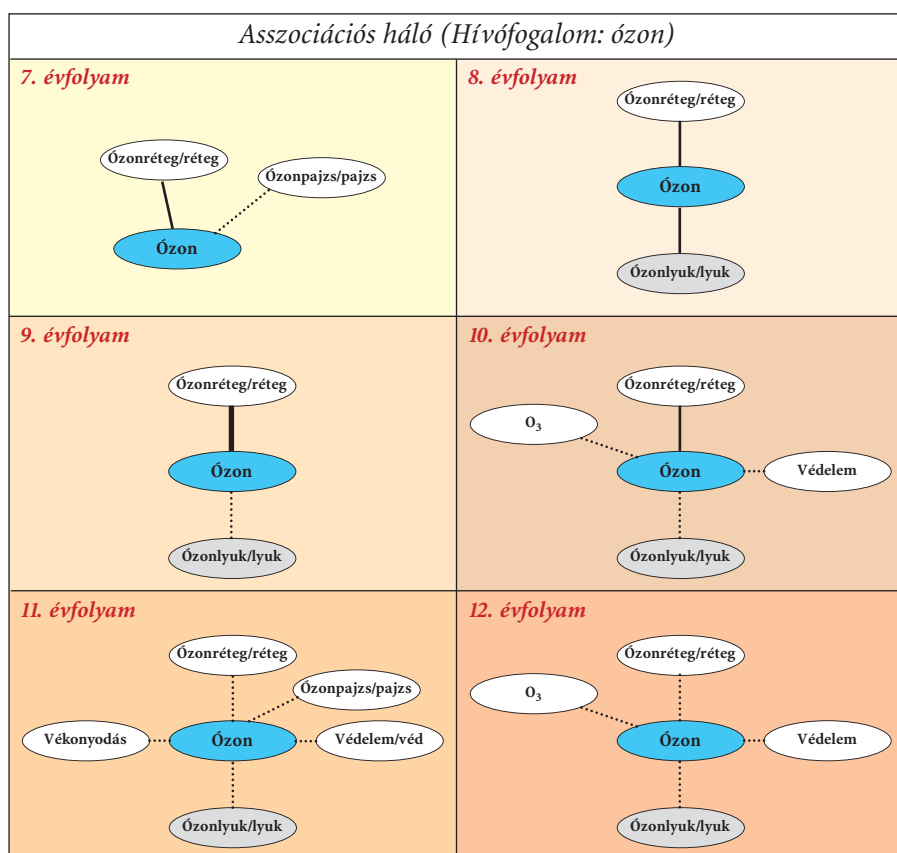 Asszociációs háló (Hívófogalom: ózon)
7. évfolyam
Ózonréteg/réteg
Ózonpajzs/pajzs
Ózon
8. évfolyam
Ózonréteg/réteg
Ózon
Ózonlyuk/lyuk
9. évfolyam
Ózonréteg/réteg
Ózon
Ózonlyuk/lyuk
10. évfolyam
Ózonréteg/réteg
O₃
Ózon
Védelem
Ózonlyuk/lyuk
11. évfolyam
Ózonréteg/réteg
Ózonpajzs/pajzs
Vékonyodás
Ózon
Védelem/véd
Ózonlyuk/lyuk
12. évfolyam
Ózonréteg/réteg
O₃
Ózon
Védelem
Ózonlyuk/lyuk